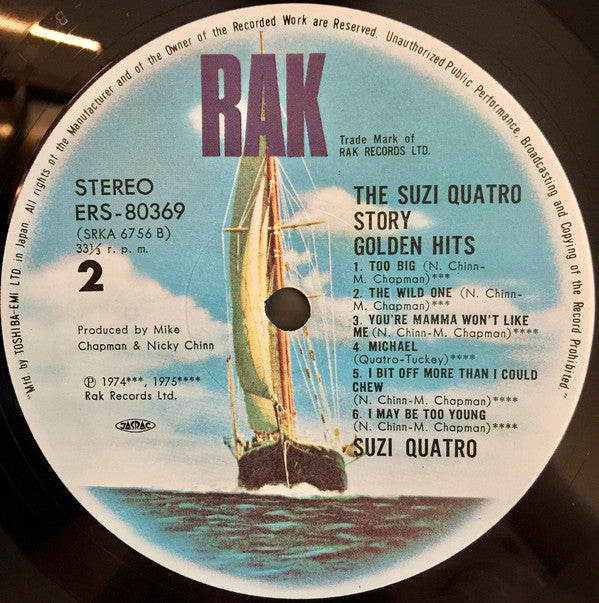 "Mfd by TOSHIBA-EMI LTD. in Japan. All rights of the Manufacturer and of the Owner of the Recorded Work are Reserved. Unauthorized Public Performance, Broadcasting and Copying of the Record Prohibited"
RAK
Trade Mark of
RAK RECORDS LTD.
STEREO
ERS-80369
(SRKA 6756 B)
33⅓ r. p. m.
2
Produced by Mike
Chapman & Nicky Chinn
Ⓟ 1974***, 1975****
Rak Records Ltd.
JASRAC
THE SUZI QUATRO
STORY
GOLDEN HITS
1. TOO BIG (N. Chinn-
M. Chapman)***
2. THE WILD ONE (N. Chinn-
M. Chapman)***
3. YOU'RE MAMMA WON'T LIKE
ME (N. Chinn-M. Chapman)****
4. MICHAEL
(Quatro-Tuckey)****
5. I BIT OFF MORE THAN I COULD
CHEW
(N. Chinn-M. Chapman)****
6. I MAY BE TOO YOUNG
(N. Chinn-M. Chapman)****
SUZI QUATRO